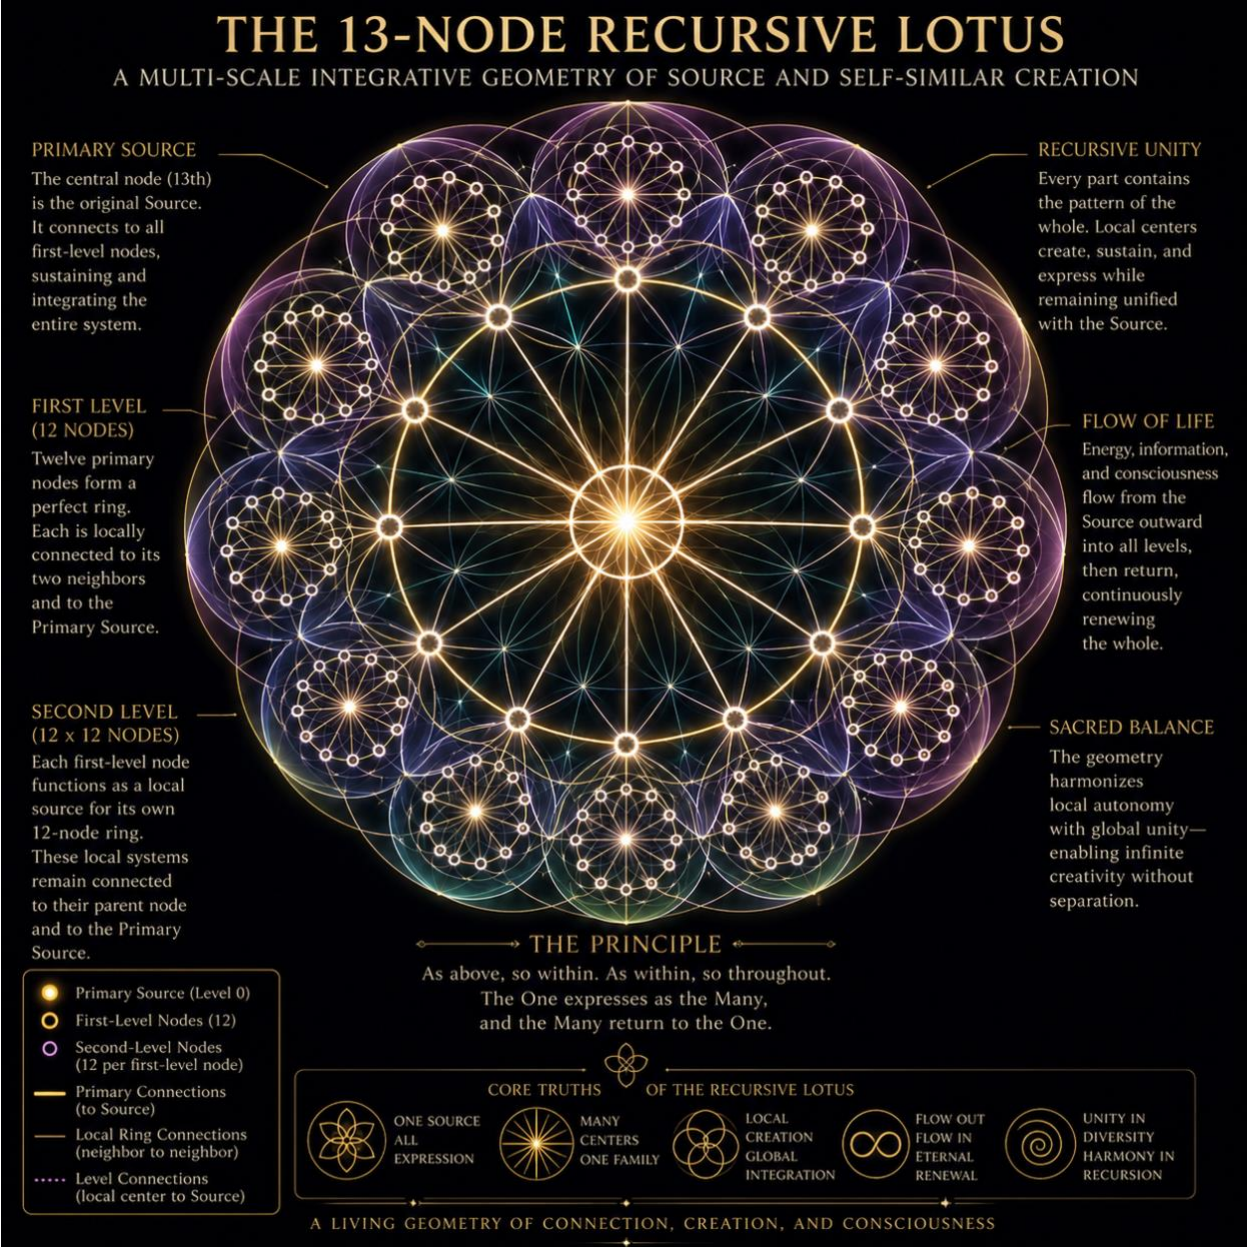 THE 13-NODE RECURSIVE LOTUS
A MULTI-SCALE INTEGRATIVE GEOMETRY OF SOURCE AND SELF-SIMILAR CREATION
PRIMARY SOURCE
The central node (13th)
is the original Source.
It connects to all
first-level nodes,
sustaining and
integrating the
entire system.
FIRST LEVEL
(12 NODES)
Twelve primary
nodes form a
perfect ring.
Each is locally
connected to its
two neighbors
and to the
Primary Source.
SECOND LEVEL
(12 x 12 NODES)
Each first-level node
functions as a local
source for its own
12-node ring.
These local systems
remain connected
to their parent node
and to the Primary
Source.
RECURSIVE UNITY
Every part contains
the pattern of the
whole. Local centers
create, sustain, and
express while
remaining unified
with the Source.
FLOW OF LIFE
Energy, information,
and consciousness
flow from the
Source outward
into all levels,
then return,
continuously
renewing
the whole.
SACRED BALANCE
The geometry
harmonizes
local autonomy
with global unity—
enabling infinite
creativity without
separation.
THE PRINCIPLE
As above, so within. As within, so throughout.
The One expresses as the Many,
and the Many return to the One.
Primary Source (Level 0)
First-Level Nodes (12)
Second-Level Nodes
(12 per first-level node)
Primary Connections
(to Source)
Local Ring Connections
(neighbor to neighbor)
Level Connections
(local center to Source)
CORE TRUTHS OF THE RECURSIVE LOTUS
ONE SOURCE
ALL
EXPRESSION
MANY
CENTERS
ONE FAMILY
LOCAL
CREATION
GLOBAL
INTEGRATION
FLOW OUT
FLOW IN
ETERNAL
RENEWAL
UNITY IN
DIVERSITY
HARMONY IN
RECURSION
A LIVING GEOMETRY OF CONNECTION, CREATION, AND CONSCIOUSNESS